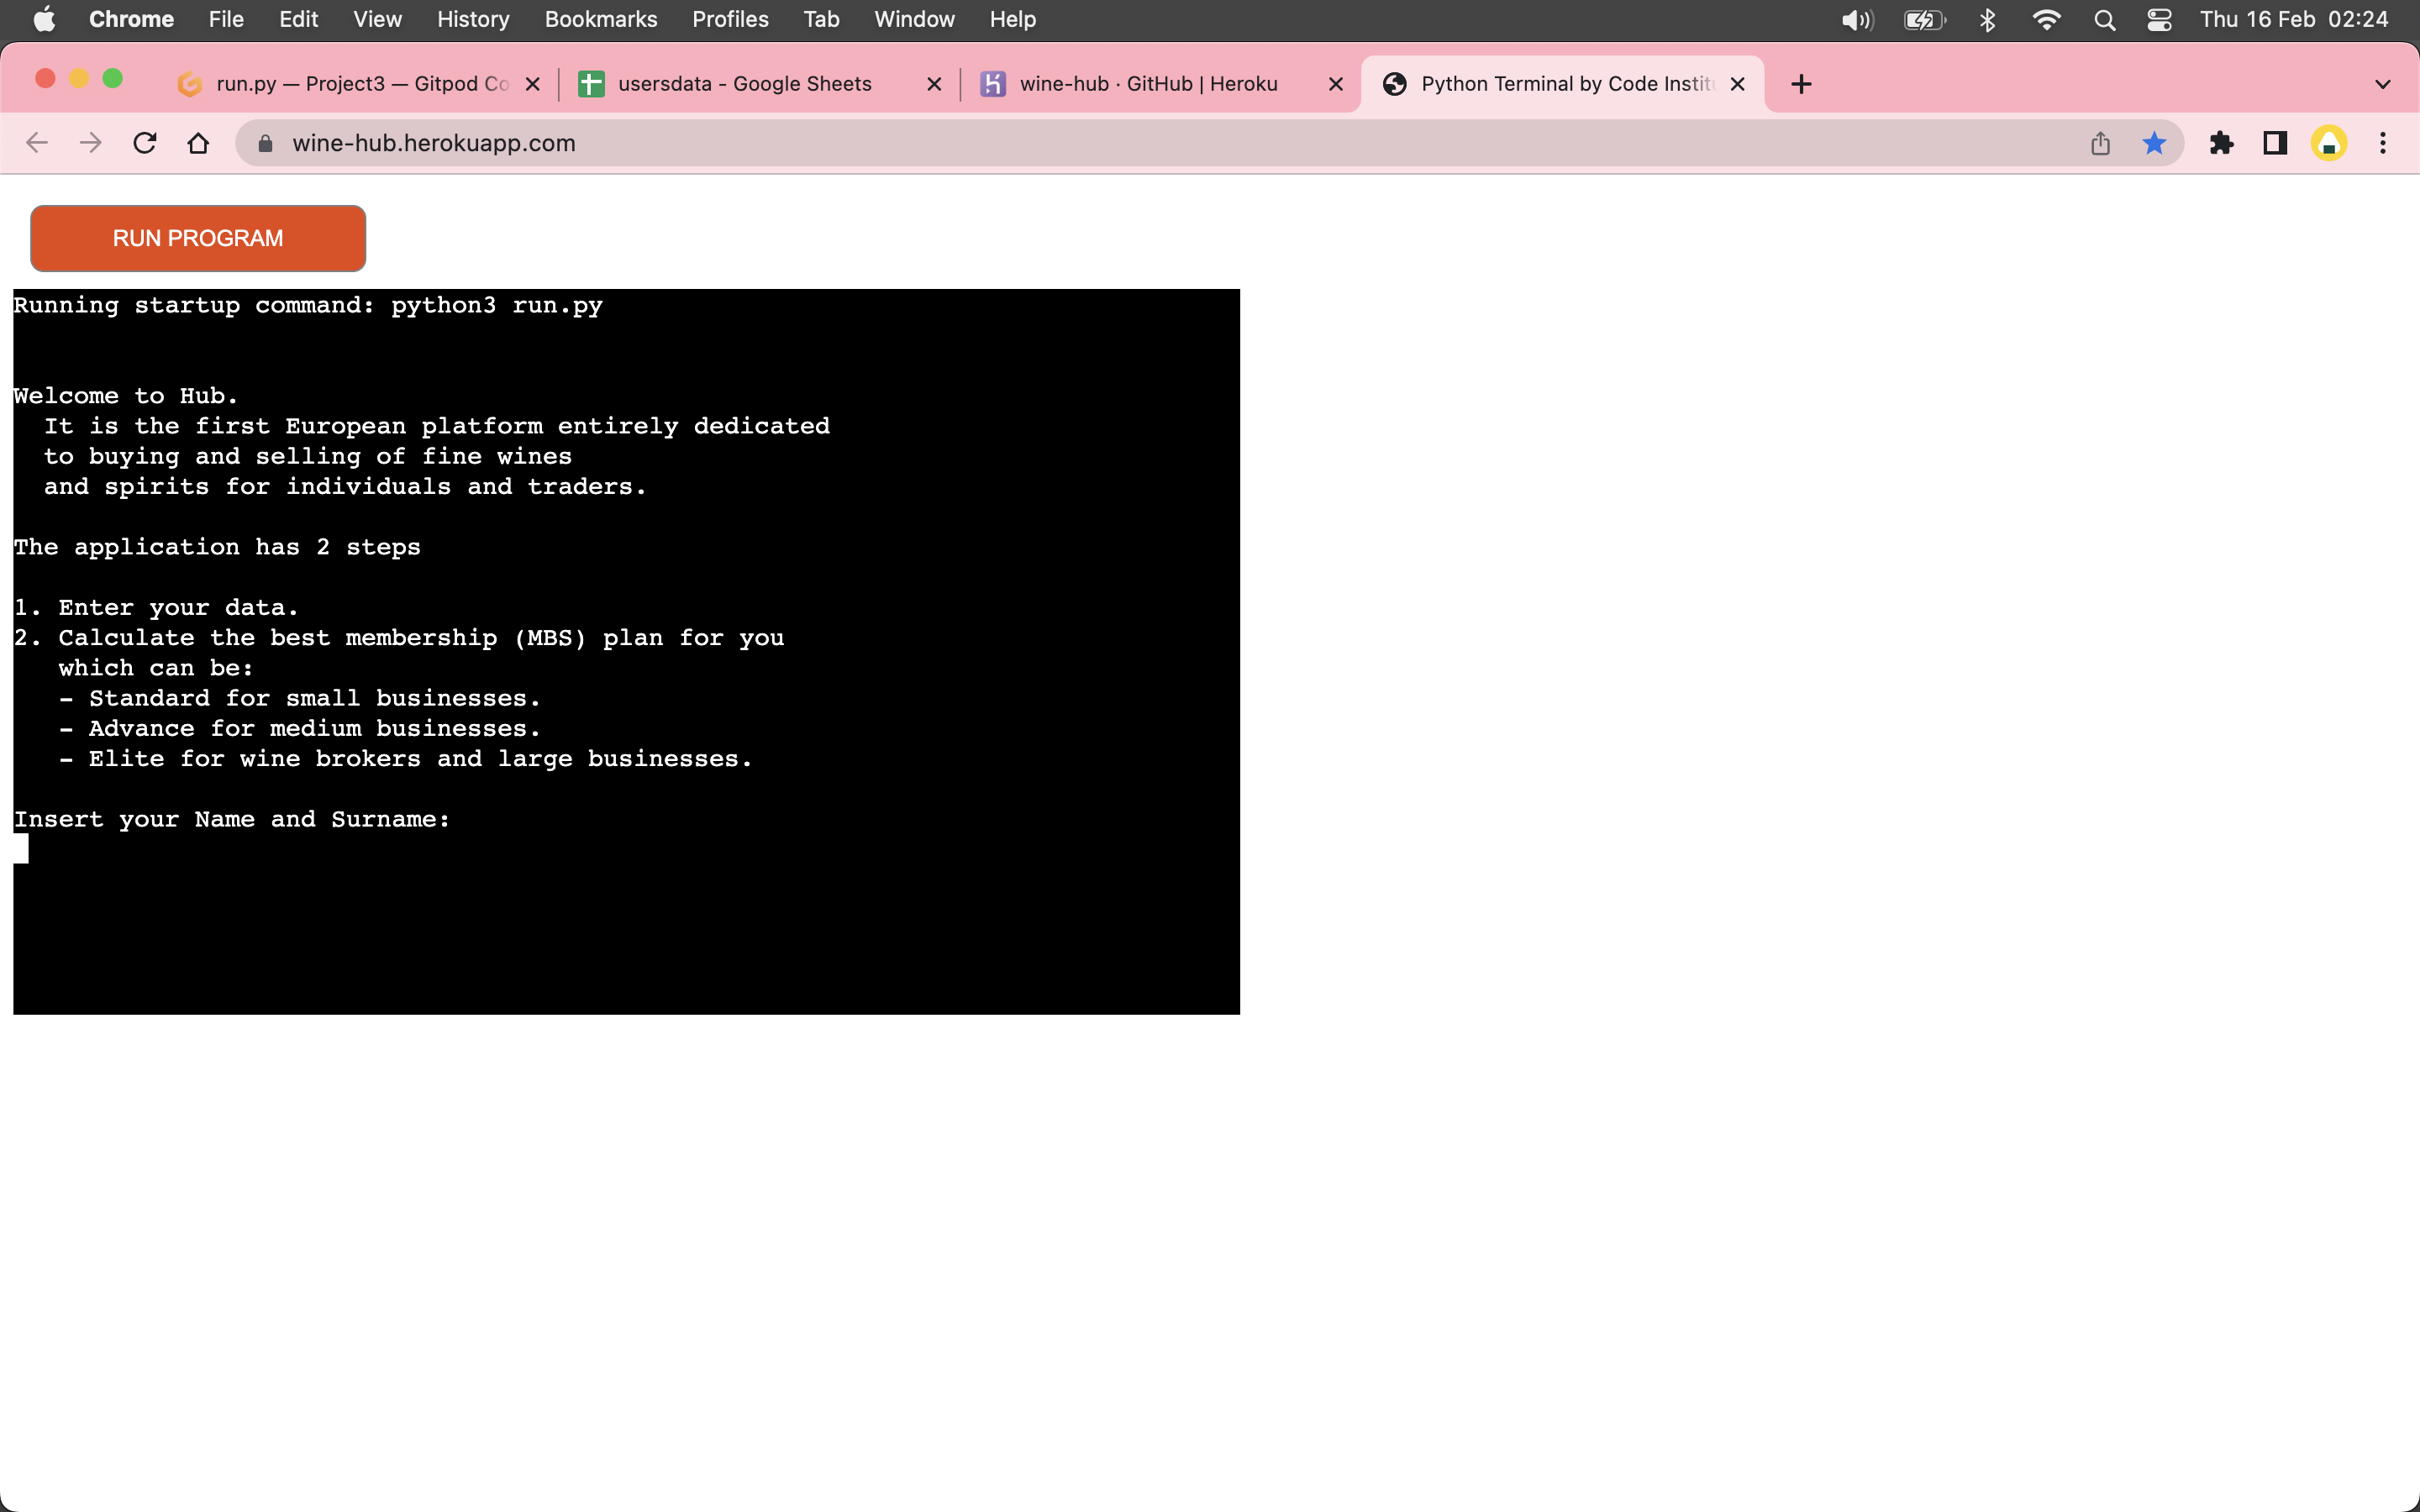 Chrome File Edit View History Bookmarks Profiles Tab Window Help Thu 16 Feb 02:24
run.py — Project3 — Gitpod Co usersdata - Google Sheets wine-hub · GitHub | Heroku Python Terminal by Code Instit
wine-hub.herokuapp.com
RUN PROGRAM
Running startup command: python3 run.py
Welcome to Hub.
It is the first European platform entirely dedicated
to buying and selling of fine wines
and spirits for individuals and traders.
The application has 2 steps
1. Enter your data.
2. Calculate the best membership (MBS) plan for you
which can be:
- Standard for small businesses.
- Advance for medium businesses.
- Elite for wine brokers and large businesses.
Insert your Name and Surname: